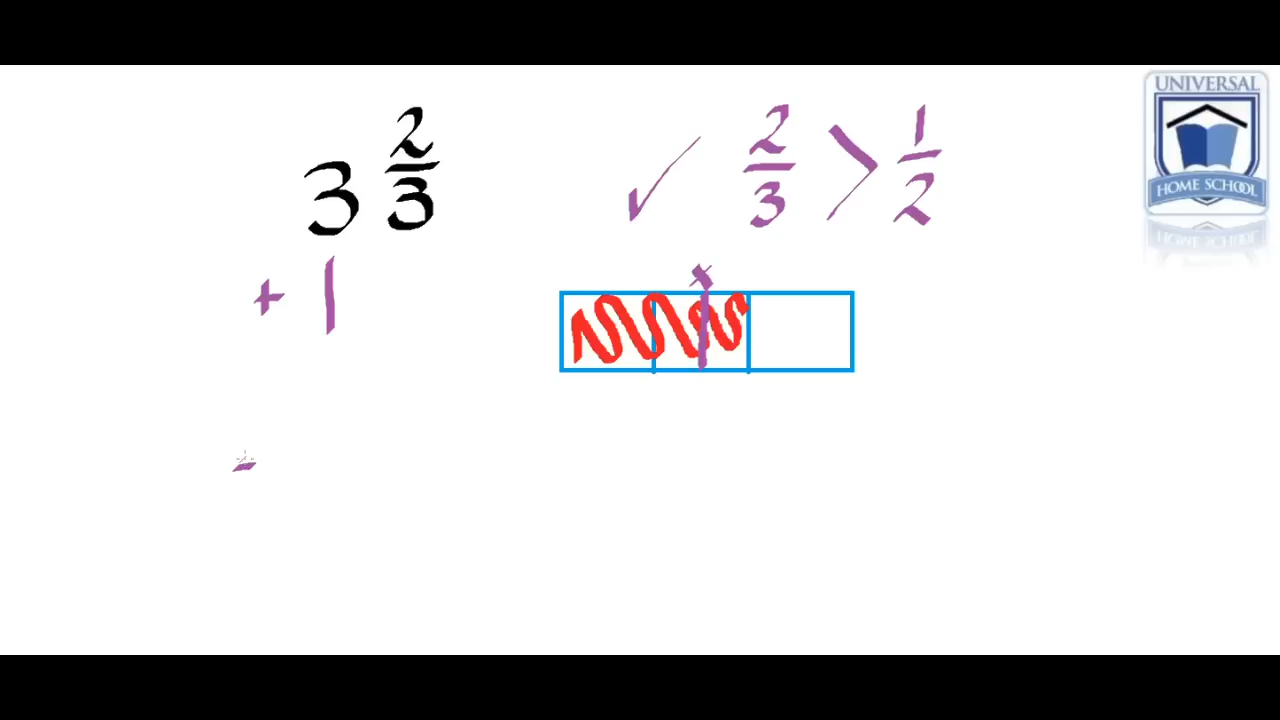 3 2/3
✓ 2/3 > 1/2
+ 1
UNIVERSAL
HOME SCHOOL